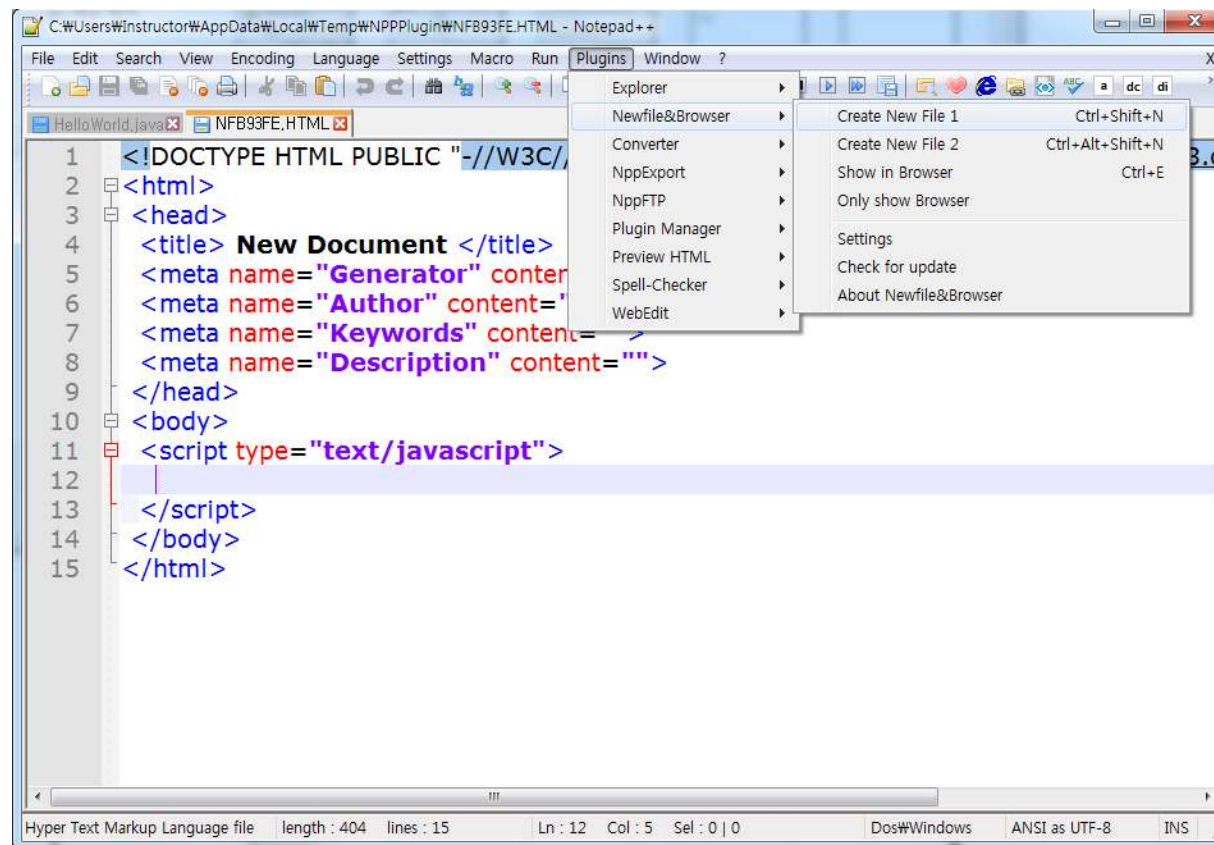 C:₩Users₩Instructor₩AppData₩Local₩Temp₩NPPPlugin₩NFB93FE.HTML - Notepad++
File Edit Search View Encoding Language Settings Macro Run Plugins Window ? X
a dc di
HelloWorld.java NFB93FE.HTML
Explorer
Newfile&Browser
Converter
NppExport
NppFTP
Plugin Manager
Preview HTML
Spell-Checker
WebEdit
Create New File 1 Ctrl+Shift+N
Create New File 2 Ctrl+Alt+Shift+N
Show in Browser Ctrl+E
Only show Browser
Settings
Check for update
About Newfile&Browser
1 <!DOCTYPE HTML PUBLIC "-//W3C//
2 <html>
3 <head>
4 <title> New Document </title>
5 <meta name="Generator" conten
6 <meta name="Author" content="
7 <meta name="Keywords" content=" ">
8 <meta name="Description" content="">
9 </head>
10 <body>
11 <script type="text/javascript">
12
13 </script>
14 </body>
15 </html>
Hyper Text Markup Language file length : 404 lines : 15 Ln : 12 Col : 5 Sel : 0 | 0 Dos₩Windows ANSI as UTF-8 INS